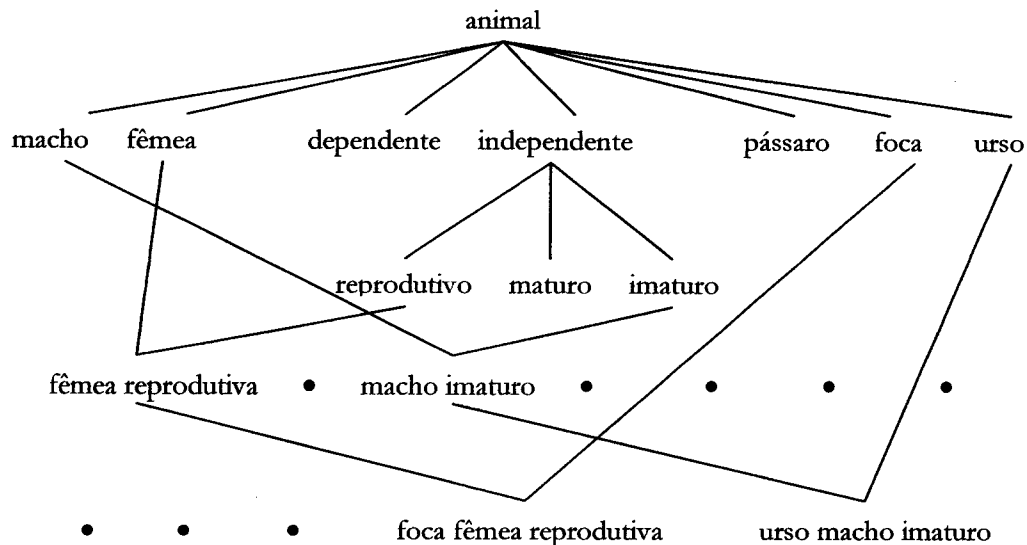 animal
macho fêmea dependente independente pássaro foca urso
reprodutivo maturo imaturo
fêmea reprodutiva • macho imaturo • • • •
• • • foca fêmea reprodutiva urso macho imaturo